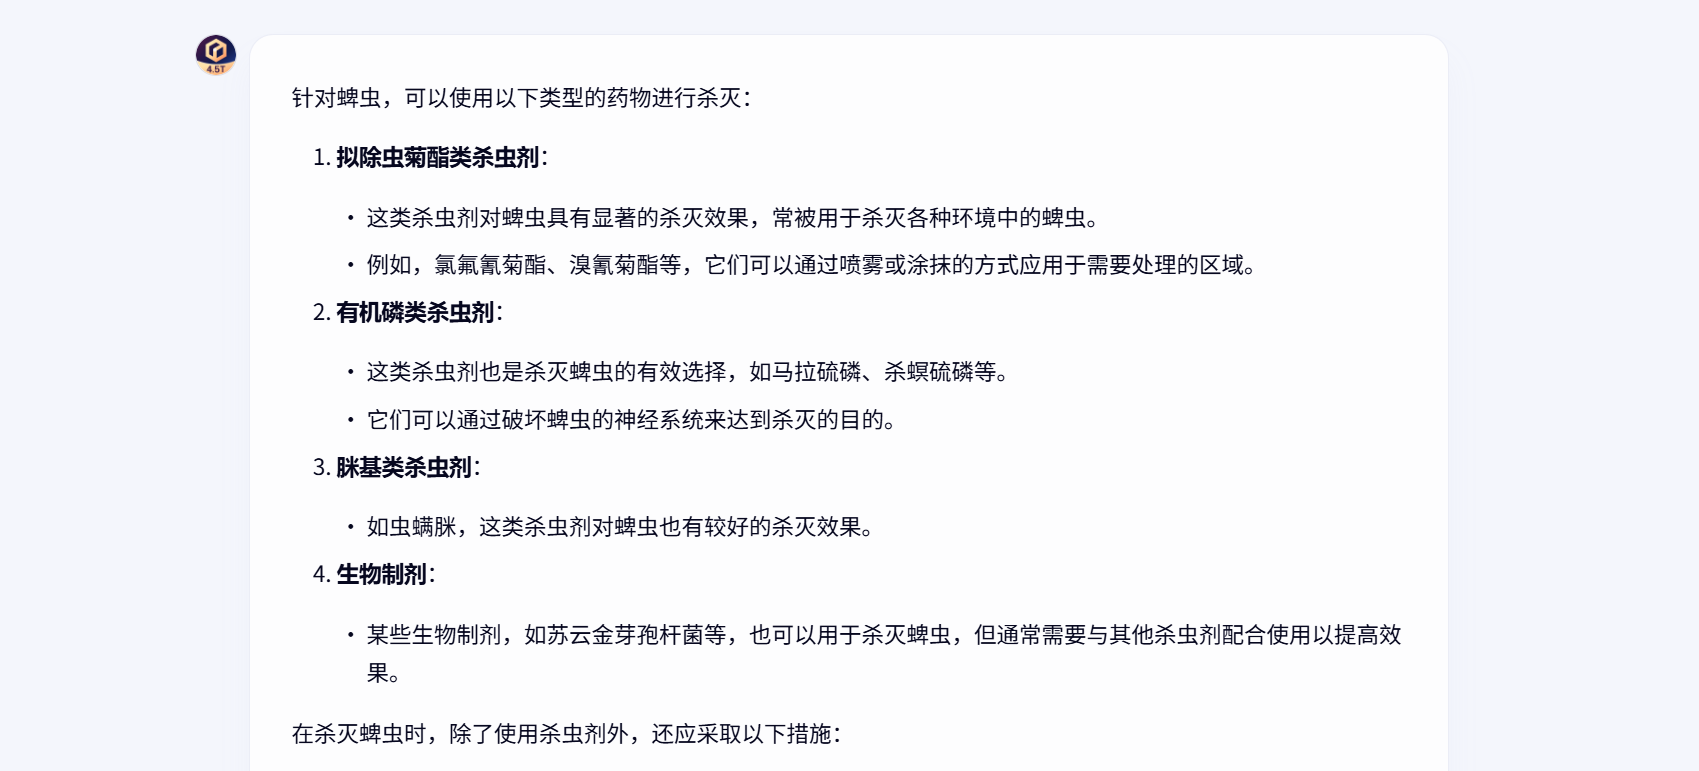 4.5T
针对蜱虫，可以使用以下类型的药物进行杀灭：
1. 拟除虫菊酯类杀虫剂：
• 这类杀虫剂对蜱虫具有显著的杀灭效果，常被用于杀灭各种环境中的蜱虫。
• 例如，氯氟氰菊酯、溴氰菊酯等，它们可以通过喷雾或涂抹的方式应用于需要处理的区域。
2. 有机磷类杀虫剂：
• 这类杀虫剂也是杀灭蜱虫的有效选择，如马拉硫磷、杀螟硫磷等。
• 它们可以通过破坏蜱虫的神经系统来达到杀灭的目的。
3. 脒基类杀虫剂：
• 如虫螨脒，这类杀虫剂对蜱虫也有较好的杀灭效果。
4. 生物制剂：
• 某些生物制剂，如苏云金芽孢杆菌等，也可以用于杀灭蜱虫，但通常需要与其他杀虫剂配合使用以提高效
果。
在杀灭蜱虫时，除了使用杀虫剂外，还应采取以下措施：